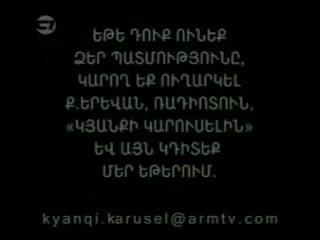 ԵԹԵ ԴՈՒՔ ՈՒՆԵՔ
ՁԵՐ ՊԱՏՄՈՒԹՅՈՒՆԸ,
ԿԱՐՈՂ ԵՔ ՈՒՂԱՐԿԵԼ
Ք.ԵՐԵՎԱՆ, ՌԱԴԻՈՏՈՒՆ,
«ԿՅԱՆՔԻ ԿԱՐՈՒՍԵԼԻՆ»
ԵՎ ԱՅՆ ԿԴԻՏԵՔ
ՄԵՐ ԵԹԵՐՈՒՄ.
kyanqi.karusel@armtv.com